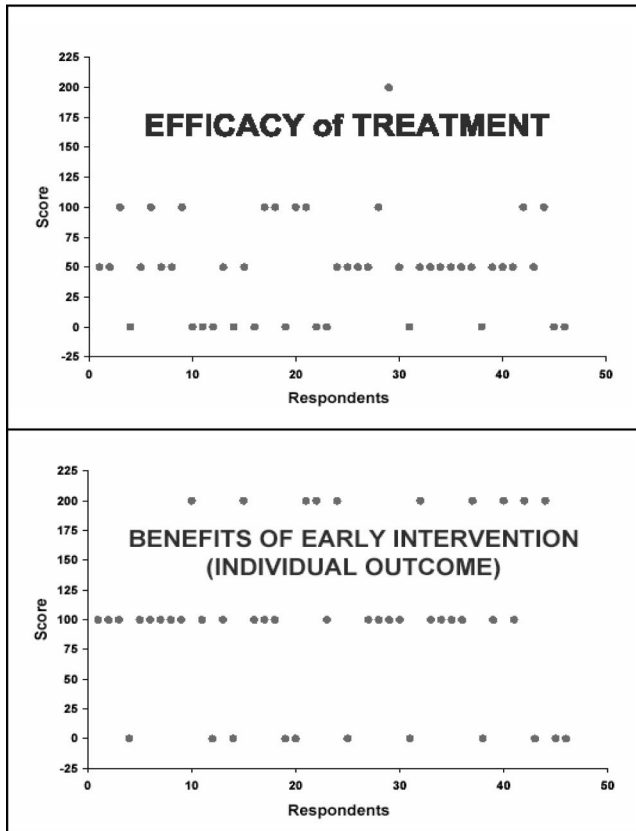 225
200
175
EFFICACY of TREATMENT
150
125
100
Score
75
50
25
0
-25
0 10 20 30 40 50
Respondents
225
200
175
BENEFITS OF EARLY INTERVENTION
150
(INDIVIDUAL OUTCOME)
125
100
Score
75
50
25
0
-25
0 10 20 30 40 50
Respondents